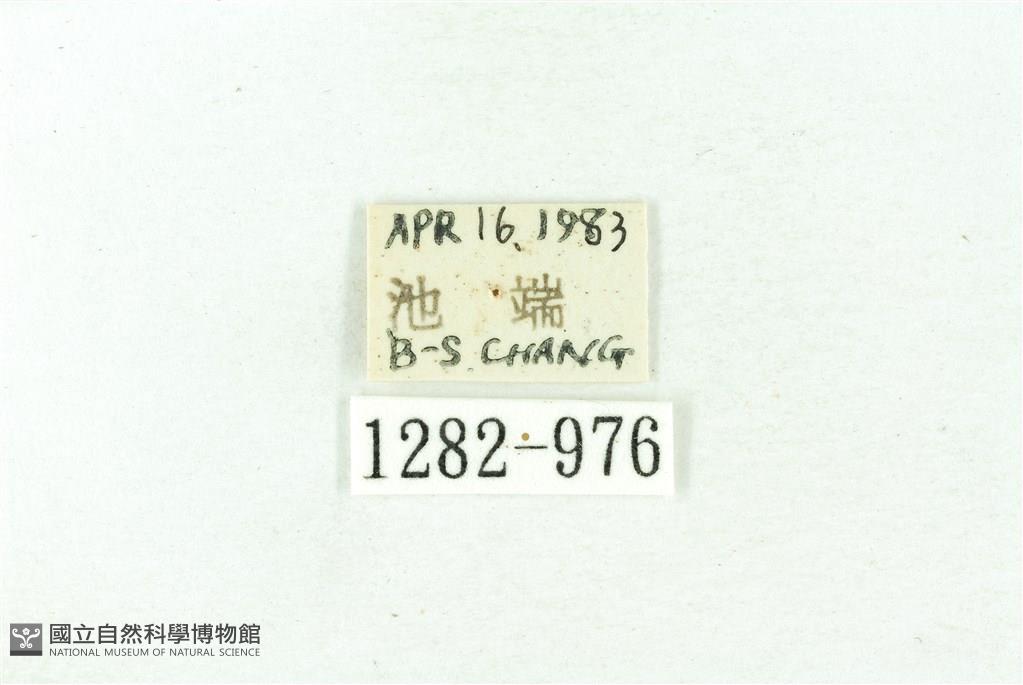 APR 16, 1983
池 端
B-S. CHANG
1282-976
國立自然科學博物館
NATIONAL MUSEUM OF NATURAL SCIENCE